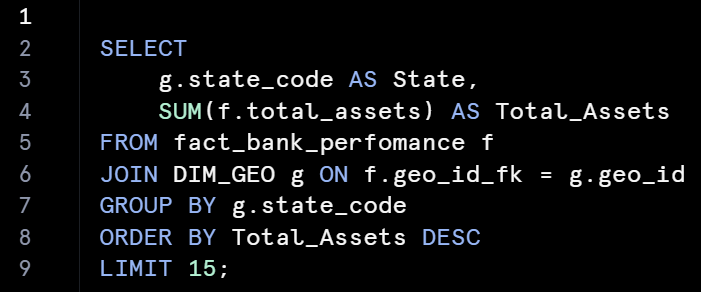 1
2 SELECT
3 g.state_code AS State,
4 SUM(f.total_assets) AS Total_Assets
5 FROM fact_bank_perfomance f
6 JOIN DIM_GEO g ON f.geo_id_fk = g.geo_id
7 GROUP BY g.state_code
8 ORDER BY Total_Assets DESC
9 LIMIT 15;